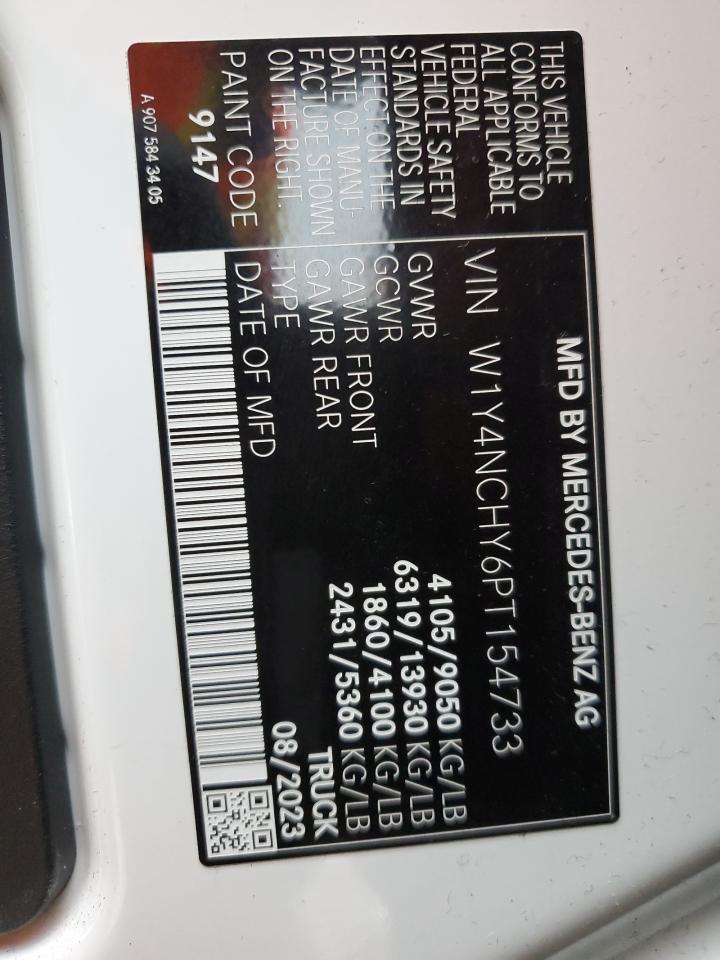 MFD BY MERCEDES-BENZ AG
THIS VEHICLE
CONFORMS TO
ALL APPLICABLE
FEDERAL
VEHICLE SAFETY
STANDARDS IN
EFFECT ON THE
DATE OF MANU-
FACTURE SHOWN
ON THE RIGHT.
PAINT CODE
9147
A 907 584 34 05
VIN W1Y4NCHY6PT154733
GVWR 4105/9050 KG/LB
GCWR 6319/13930 KG/LB
GAWR FRONT 1860/4100 KG/LB
GAWR REAR 2431/5360 KG/LB
TYPE TRUCK
DATE OF MFD 08/2023